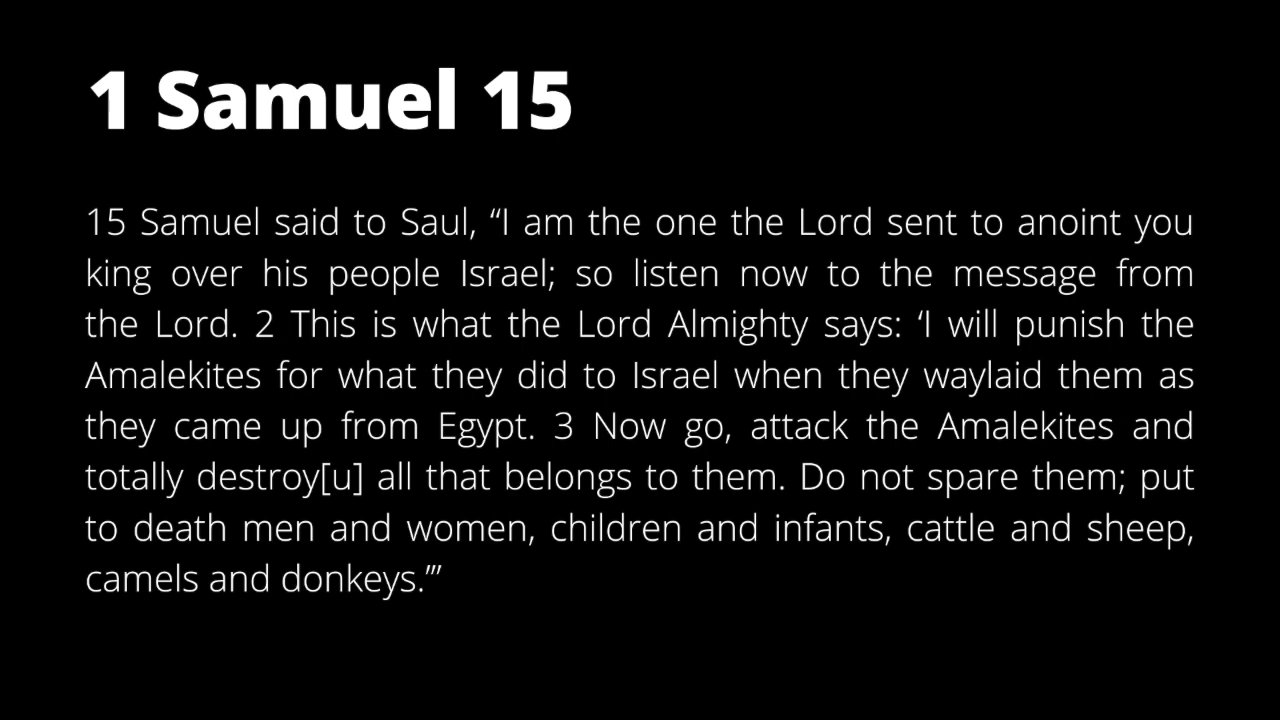 1 Samuel 15
15 Samuel said to Saul, “I am the one the Lord sent to anoint you
king over his people Israel; so listen now to the message from
the Lord. 2 This is what the Lord Almighty says: ‘I will punish the
Amalekites for what they did to Israel when they waylaid them as
they came up from Egypt. 3 Now go, attack the Amalekites and
totally destroy[u] all that belongs to them. Do not spare them; put
to death men and women, children and infants, cattle and sheep,
camels and donkeys.’”